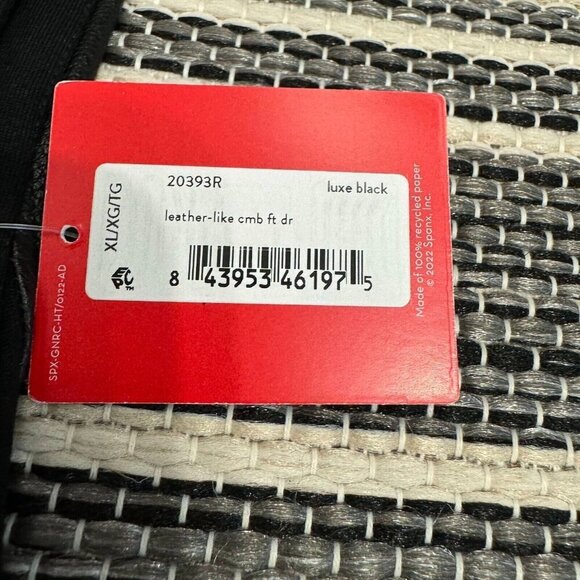 XL/XG/TG
20393R
luxe black
leather-like cmb ft dr
EPC™
8 43953 46197 5
SPX-GNRC-HT/0122-AD
Made of 100% recycled paper
© 2022 Spanx, Inc.